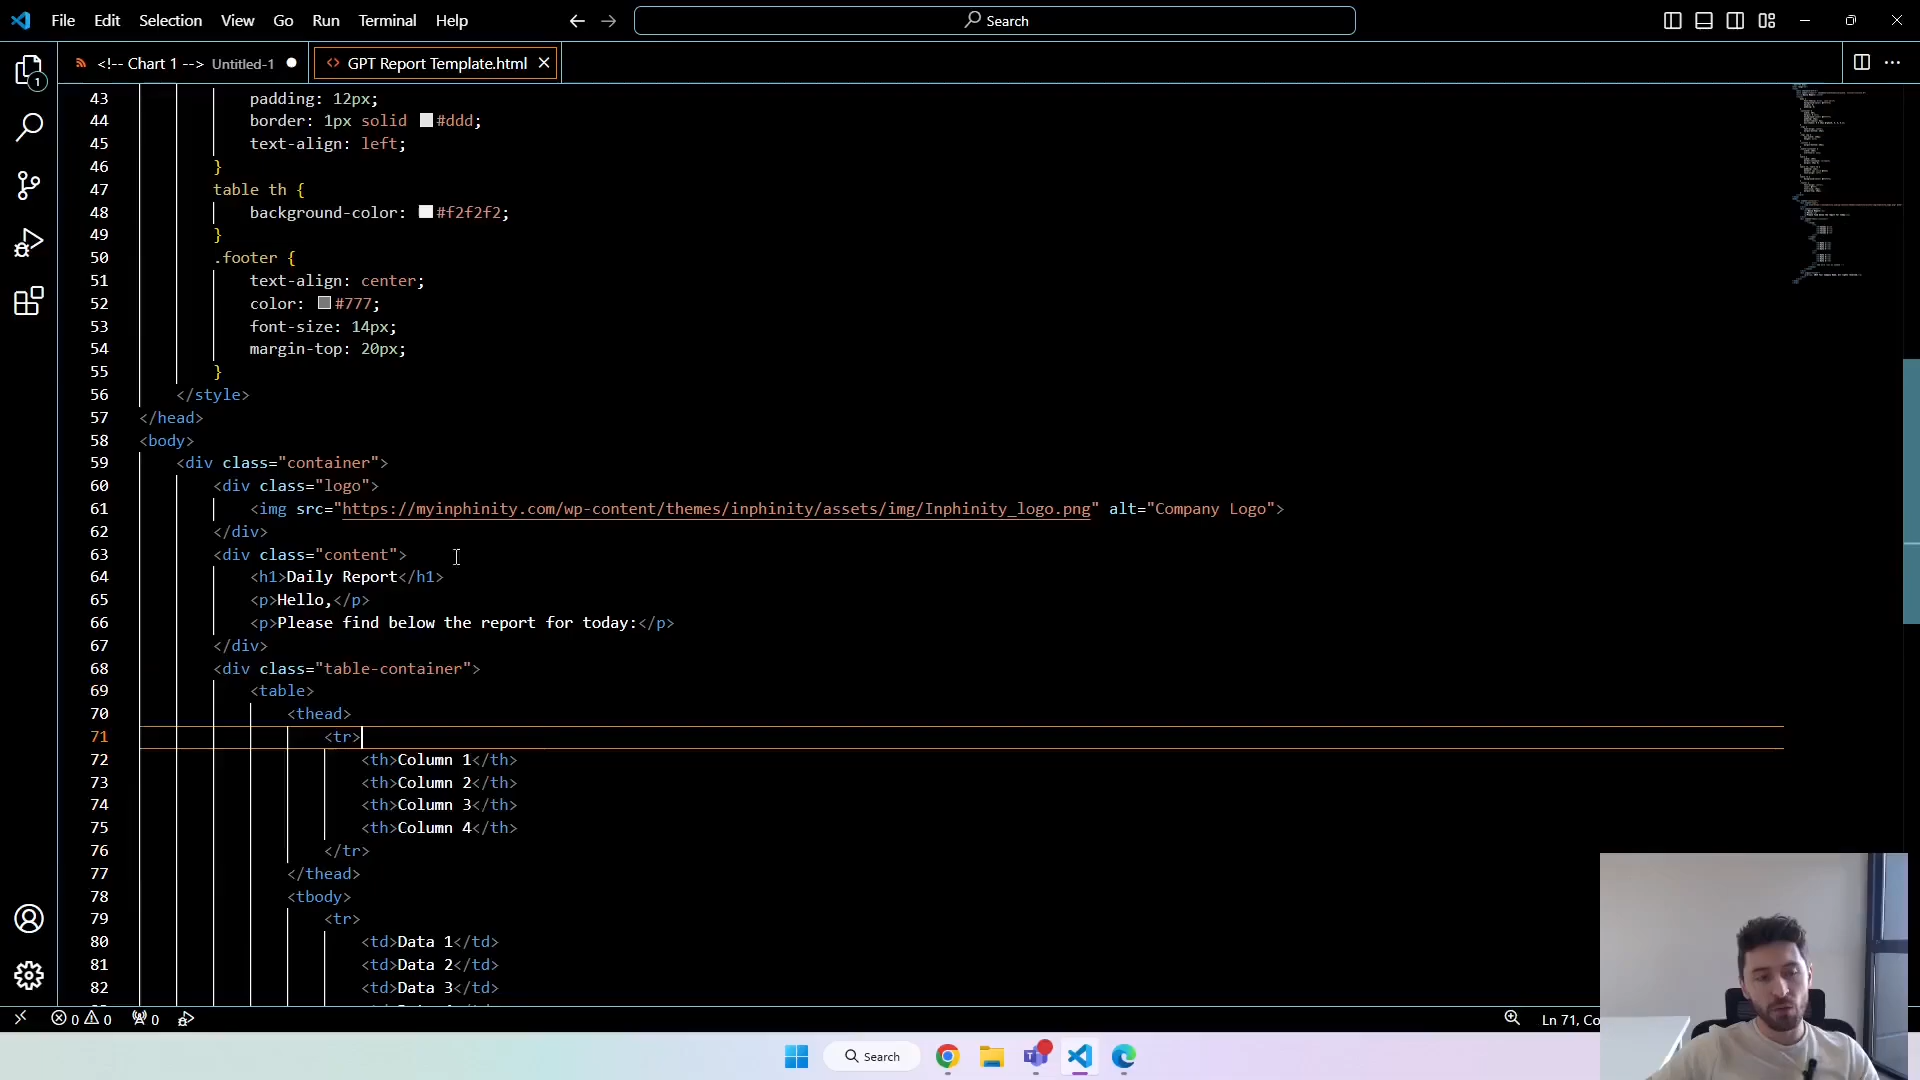 File Edit Selection View Go Run Terminal Help
Search
<!-- Chart 1 --> Untitled-1
GPT Report Template.html
1
43 padding: 12px;
44 border: 1px solid #ddd;
45 text-align: left;
46 }
47 table th {
48 background-color: #f2f2f2;
49 }
50 .footer {
51 text-align: center;
52 color: #777;
53 font-size: 14px;
54 margin-top: 20px;
55 }
56 </style>
57 </head>
58 <body>
59 <div class="container">
60 <div class="logo">
61 <img src="https://myinphinity.com/wp-content/themes/inphinity/assets/img/Inphinity_logo.png" alt="Company Logo">
62 </div>
63 <div class="content">
64 <h1>Daily Report</h1>
65 <p>Hello,</p>
66 <p>Please find below the report for today:</p>
67 </div>
68 <div class="table-container">
69 <table>
70 <thead>
71 <tr>
72 <th>Column 1</th>
73 <th>Column 2</th>
74 <th>Column 3</th>
75 <th>Column 4</th>
76 </tr>
77 </thead>
78 <tbody>
79 <tr>
80 <td>Data 1</td>
81 <td>Data 2</td>
82 <td>Data 3</td>
0 0 0
Ln 71, Co
Search